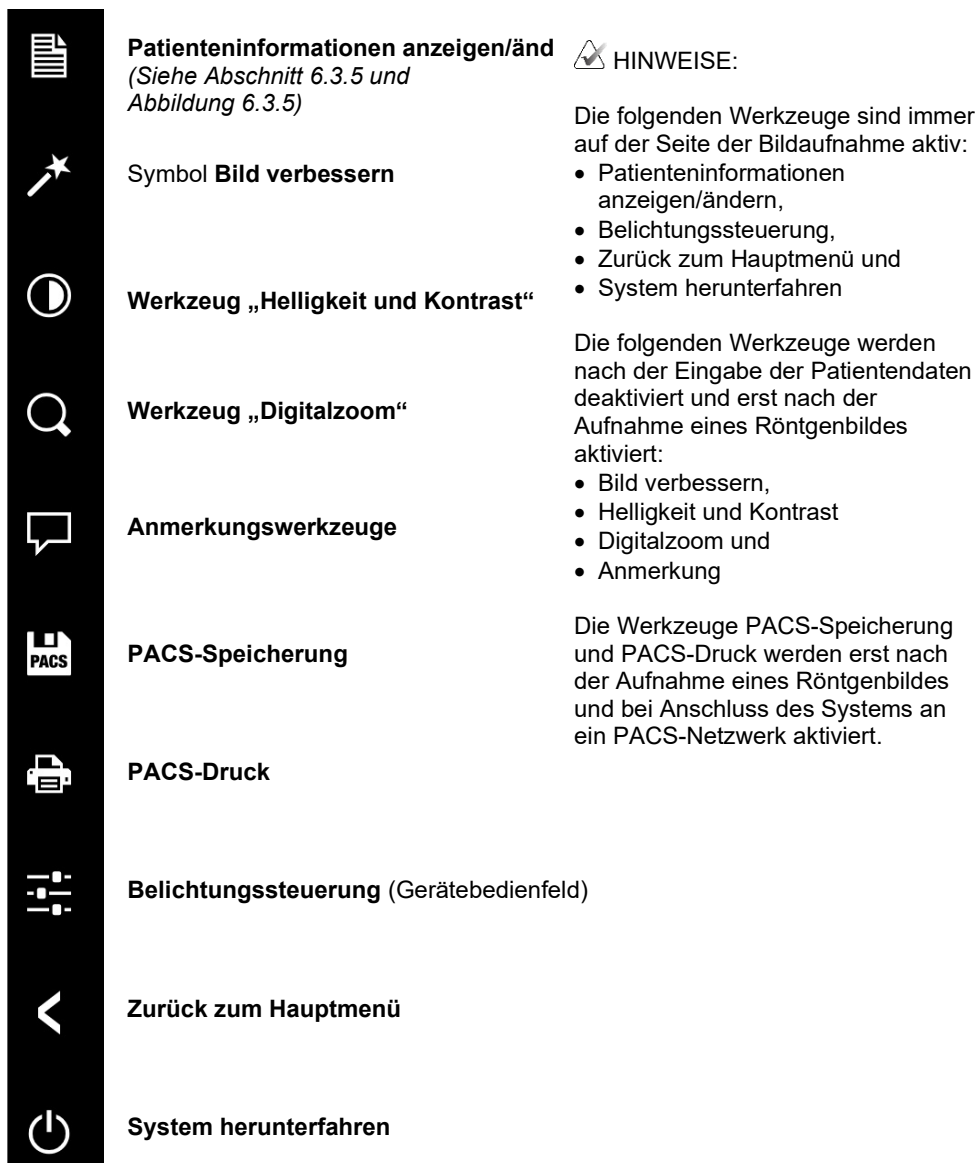 Patienteninformationen anzeigen/änd
(Siehe Abschnitt 6.3.5 und
Abbildung 6.3.5)
Symbol Bild verbessern
Werkzeug „Helligkeit und Kontrast“
Werkzeug „Digitalzoom“
Anmerkungswerkzeuge
PACS
PACS-Speicherung
PACS-Druck
Belichtungssteuerung (Gerätebedienfeld)
Zurück zum Hauptmenü
System herunterfahren
HINWEISE:
Die folgenden Werkzeuge sind immer
auf der Seite der Bildaufnahme aktiv:
• Patienteninformationen
anzeigen/ändern,
• Belichtungssteuerung,
• Zurück zum Hauptmenü und
• System herunterfahren
Die folgenden Werkzeuge werden
nach der Eingabe der Patientendaten
deaktiviert und erst nach der
Aufnahme eines Röntgenbildes
aktiviert:
• Bild verbessern,
• Helligkeit und Kontrast
• Digitalzoom und
• Anmerkung
Die Werkzeuge PACS-Speicherung
und PACS-Druck werden erst nach
der Aufnahme eines Röntgenbildes
und bei Anschluss des Systems an
ein PACS-Netzwerk aktiviert.